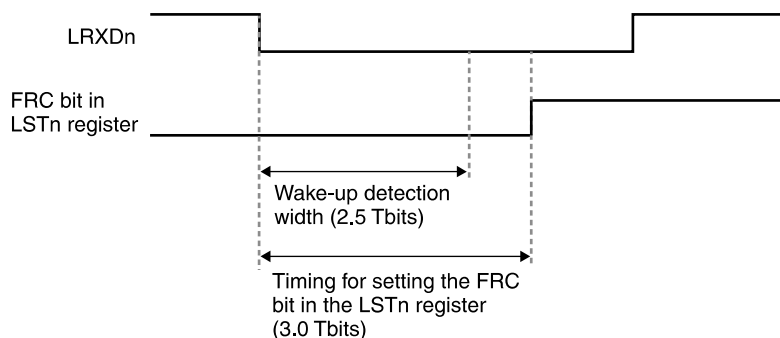 LRXDn
FRC bit in
LSTn register
Wake-up detection
width (2.5 Tbits)
Timing for setting the FRC
bit in the LSTn register
(3.0 Tbits)